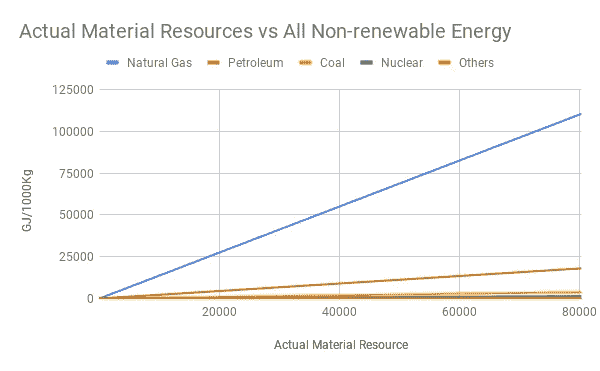 Actual Material Resources vs All Non-renewable Energy
Natural Gas Petroleum Coal Nuclear Others
125000
100000
75000
50000
25000
0
GJ/1000Kg
20000 40000 60000 80000
Actual Material Resource